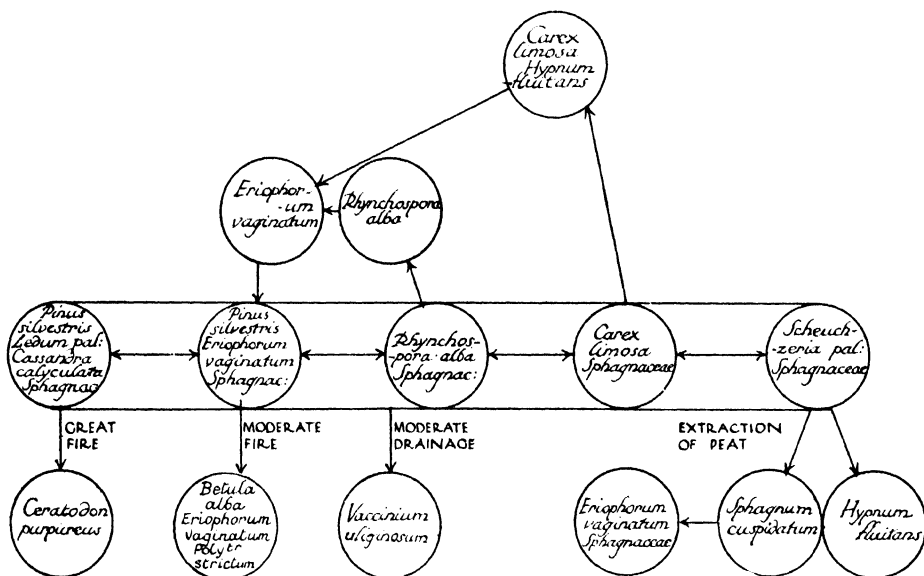 Carex
limosa
Hypnum
fluitans
Eriophor-
-um
vaginatum
Rhynchospora
alba
Pinus
silvestris
Ledum pal:
Cassandra
calyculata
Sphagnac:
Pinus
silvestris
Eriophorum
vaginatum
Sphagnac:
Rhynchos-
pora alba
Sphagnac:
Carex
limosa
Sphagnaceae
Scheuch-
-zeria pal:
Sphagnaceae
GREAT
FIRE
MODERATE
FIRE
MODERATE
DRAINAGE
EXTRACTION
OF PEAT
Ceratodon
purpureus
Betula
alba
Eriophorum
vaginatum
Polytr
strictum
Vaccinium
uliginosum
Eriophorum
vaginatum
Sphagnaceae
Sphagnum
cuspidatum
Hypnum
fluitans